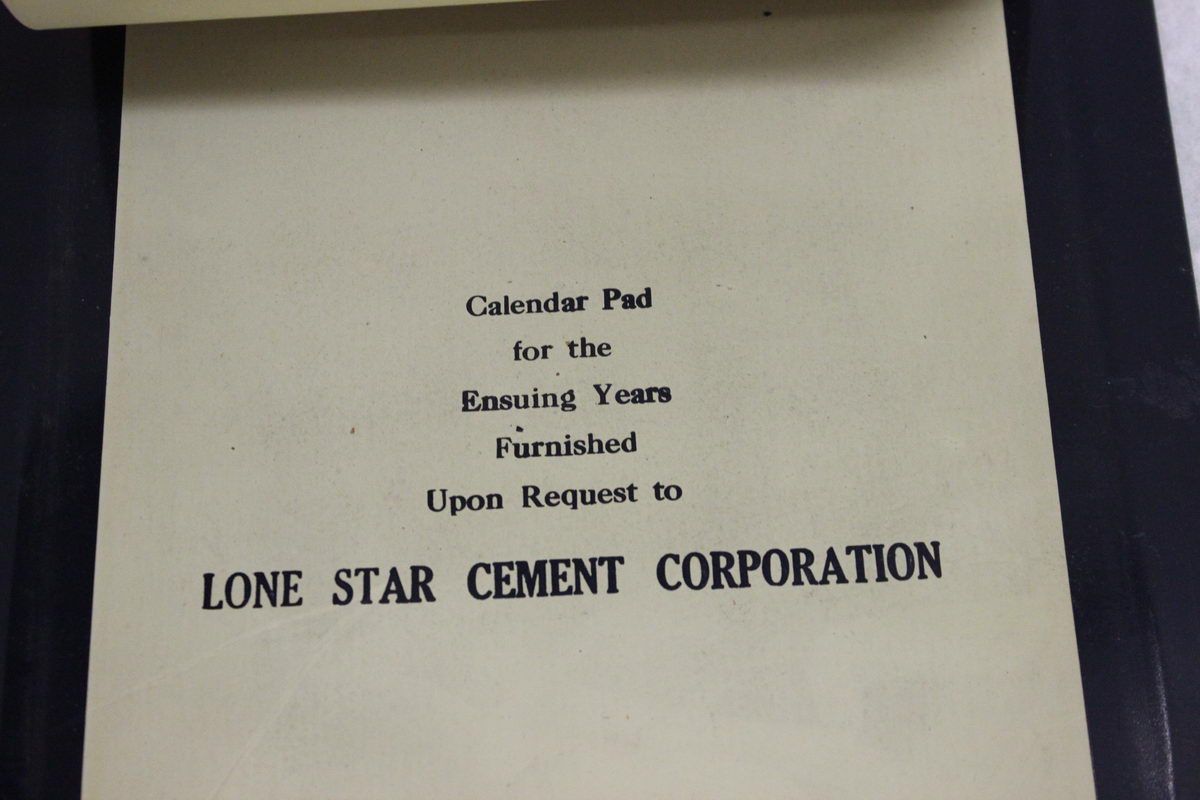 Calendar Pad
for the
Ensuing Years
Furnished
Upon Request to
LONE STAR CEMENT CORPORATION